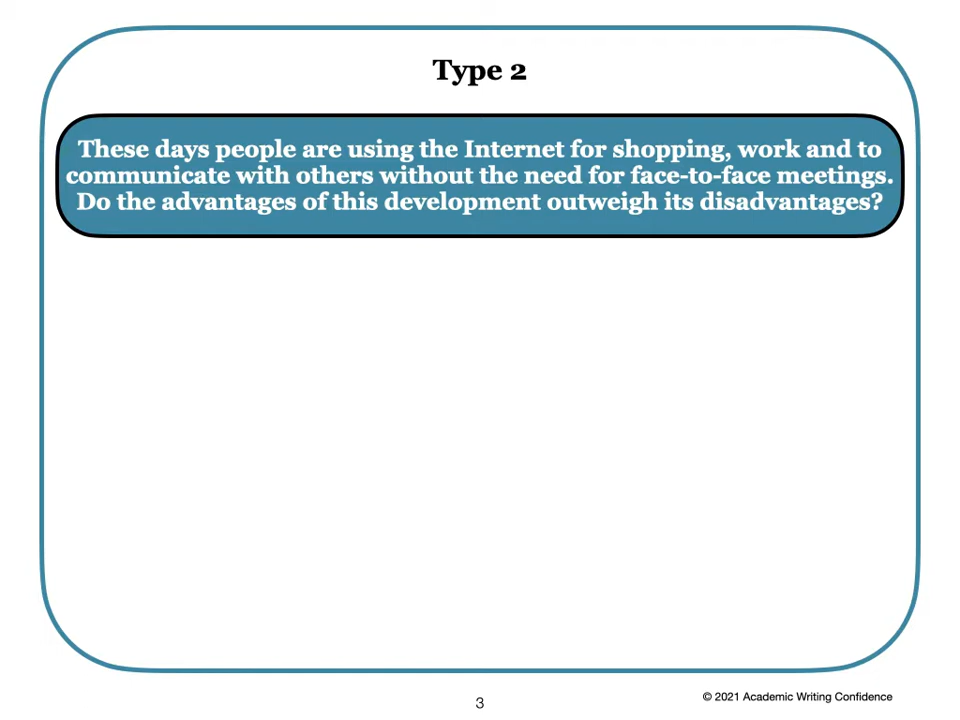 Type 2
These days people are using the Internet for shopping, work and to
communicate with others without the need for face-to-face meetings.
Do the advantages of this development outweigh its disadvantages?
3
© 2021 Academic Writing Confidence